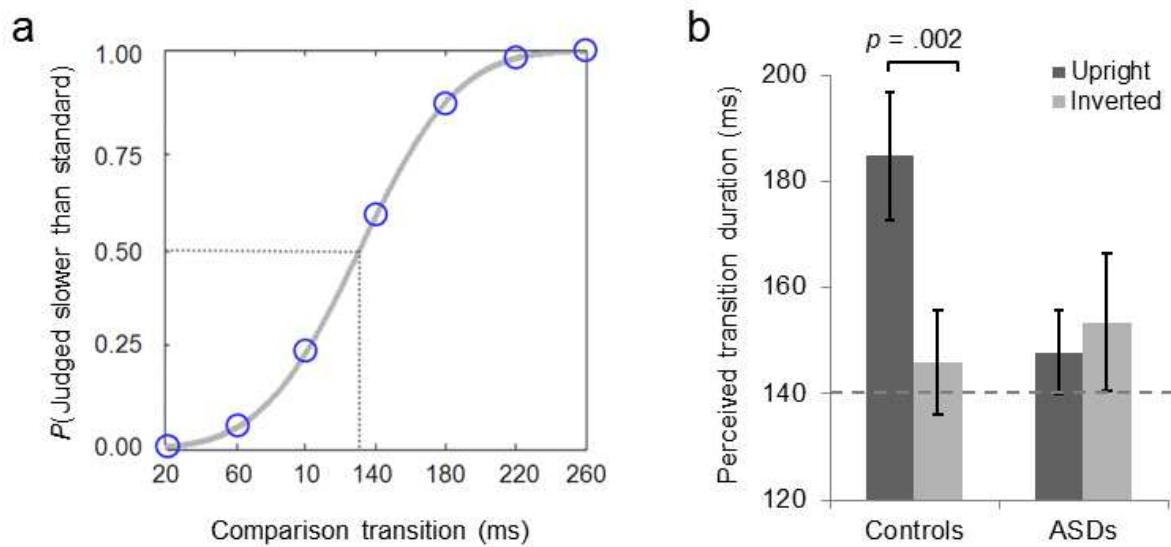 a
P(Judged slower than standard)
1.00
0.75
0.50
0.25
0.00
20 60 10 140 180 220 260
Comparison transition (ms)
b
p = .002
Upright
Inverted
Perceived transition duration (ms)
200
180
160
140
120
Controls ASDs